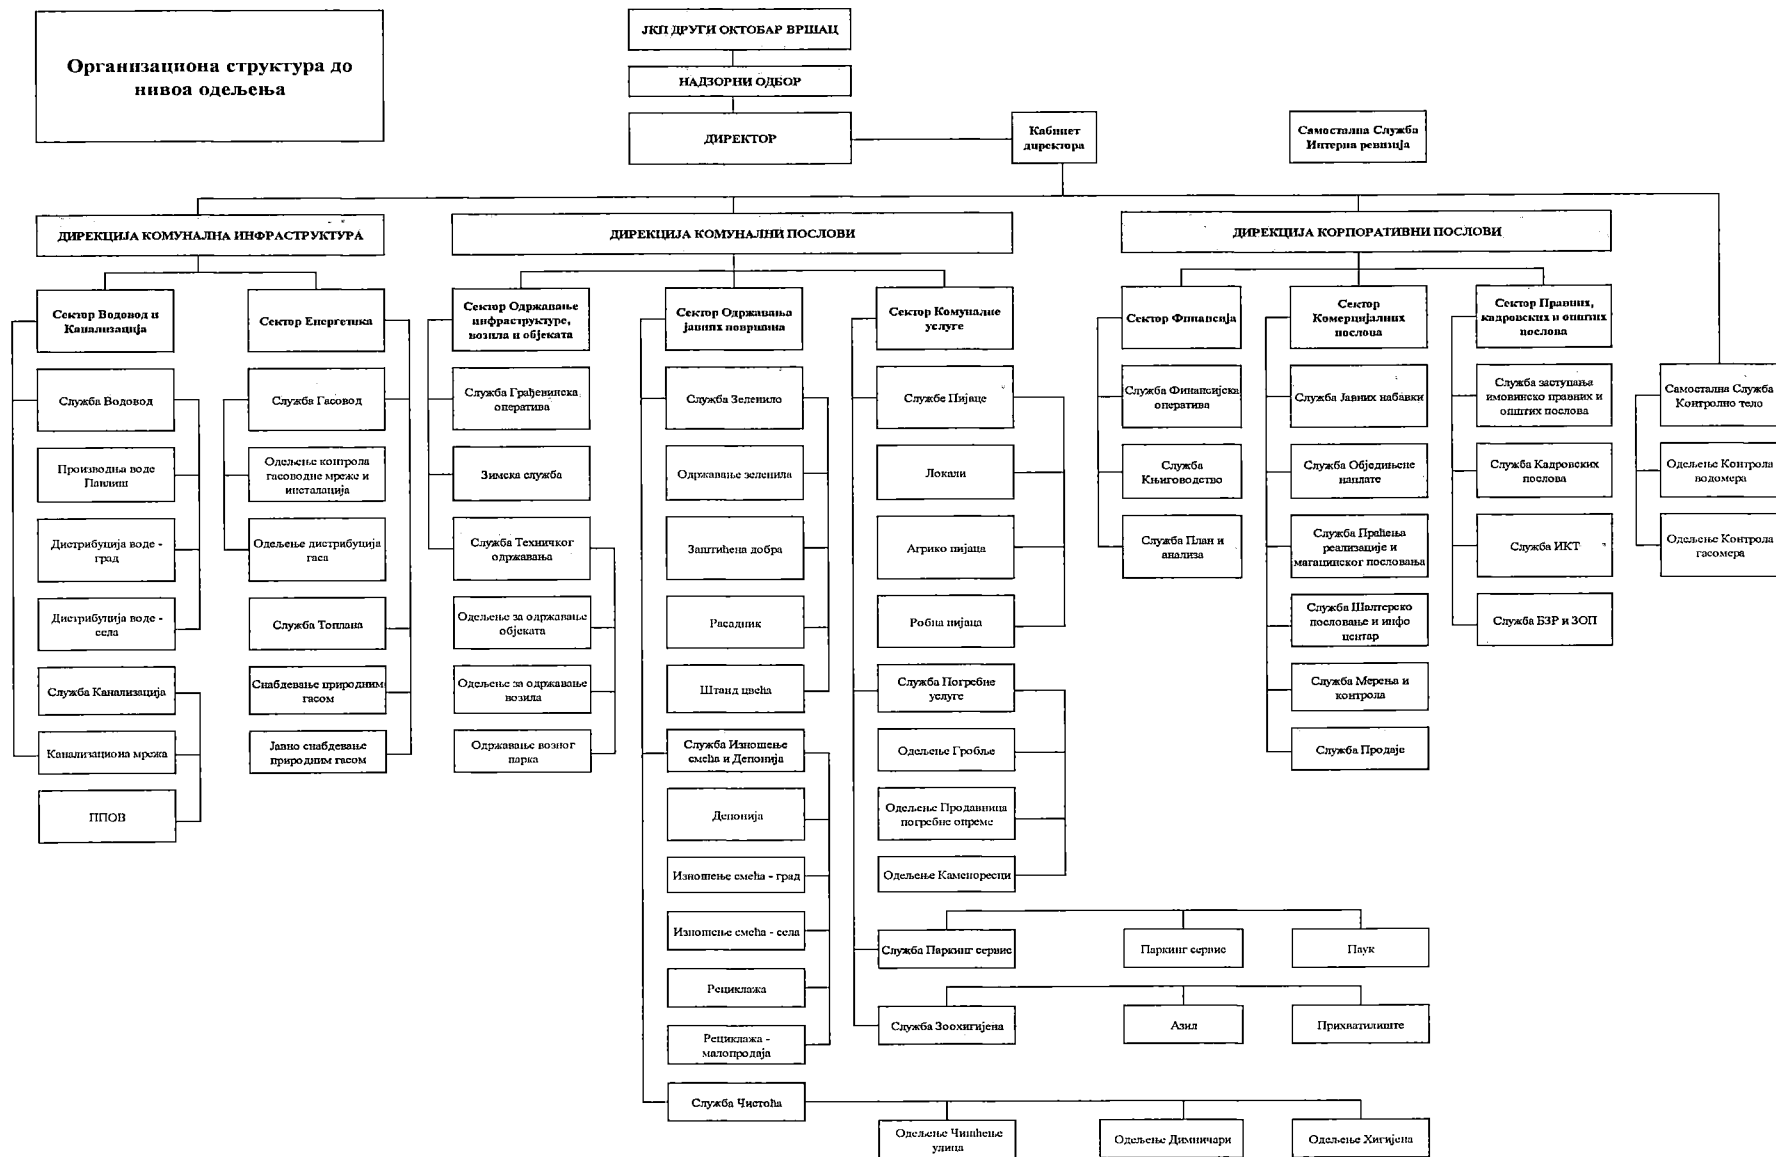 Организациона структура до
нивоа одељења
ЈКП ДРУГИ ОКТОБАР ВРШАЦ
НАДЗОРНИ ОДБОР
ДИРЕКТОР
Кабинет
директора
Самостална Служба
Интерна ревизија
ДИРЕКЦИЈА КОМУНАЛНА ИНФРАСТРУКТУРА
ДИРЕКЦИЈА КОМУНАЛНИ ПОСЛОВИ
ДИРЕКЦИЈА КОРПОРАТИВНИ ПОСЛОВИ
Сектор Водовод и
Канализација
Служба Водовод
Производња воде
Павлиш
Дистрибуција воде -
град
Дистрибуција воде -
села
Служба Канализација
Канализациона мрежа
ППОВ
Сектор Енергетика
Служба Гасовод
Одељење контрола
гасоводне мреже и
инсталација
Одељење дистрибуција
гаса
Служба Топлана
Снабдевање природним
гасом
Јавно снабдевање
природним гасом
Сектор Одржавање
инфраструктуре,
возила и објеката
Служба Грађевинска
оператива
Зимска служба
Служба Техничког
одржавања
Одељење за одржавање
објеката
Одељење за одржавање
возила
Одржавање возног
парка
Сектор Одржавања
јавних површина
Служба Зеленило
Одржавање зеленила
Заштићена добра
Расадник
Штанд цвећа
Служба Изношење
смећа и Депонија
Депонија
Изношење смећа - град
Изношење смећа - села
Рециклажа
Рециклажа -
малопродаја
Служба Чистоћа
Одељење Чишћење
улица
Одељење Димничари
Одељење Хигијена
Сектор Комуналне
услуге
Службе Пијаце
Локали
Агрико пијаца
Робна пијаца
Служба Погребне
услуге
Одељење Гробље
Одељење Продавница
погребне опреме
Одељење Каменоресци
Служба Паркинг сервис
Паркинг сервис
Паук
Служба Зоохигијена
Азил
Прихватилиште
Сектор Финансија
Служба Финансијска
оператива
Служба
Књиговодство
Служба План и
анализа
Сектор
Комерцијалних
послова
Служба Јавних набавки
Служба Обједињене
наплате
Служба Праћења
реализације и
магацинског пословања
Служба Шалтерско
пословање и инфо
центар
Служба Мерења и
контрола
Служба Продаје
Сектор Правних,
кадровских и општих
послова
Служба заступања
имовинско правних и
општих послова
Служба Кадровских
послова
Служба ИКТ
Служба БЗР и ЗОП
Самостална Служба
Контролно тело
Одељење Контрола
водомера
Одељење Контрола
гасомера